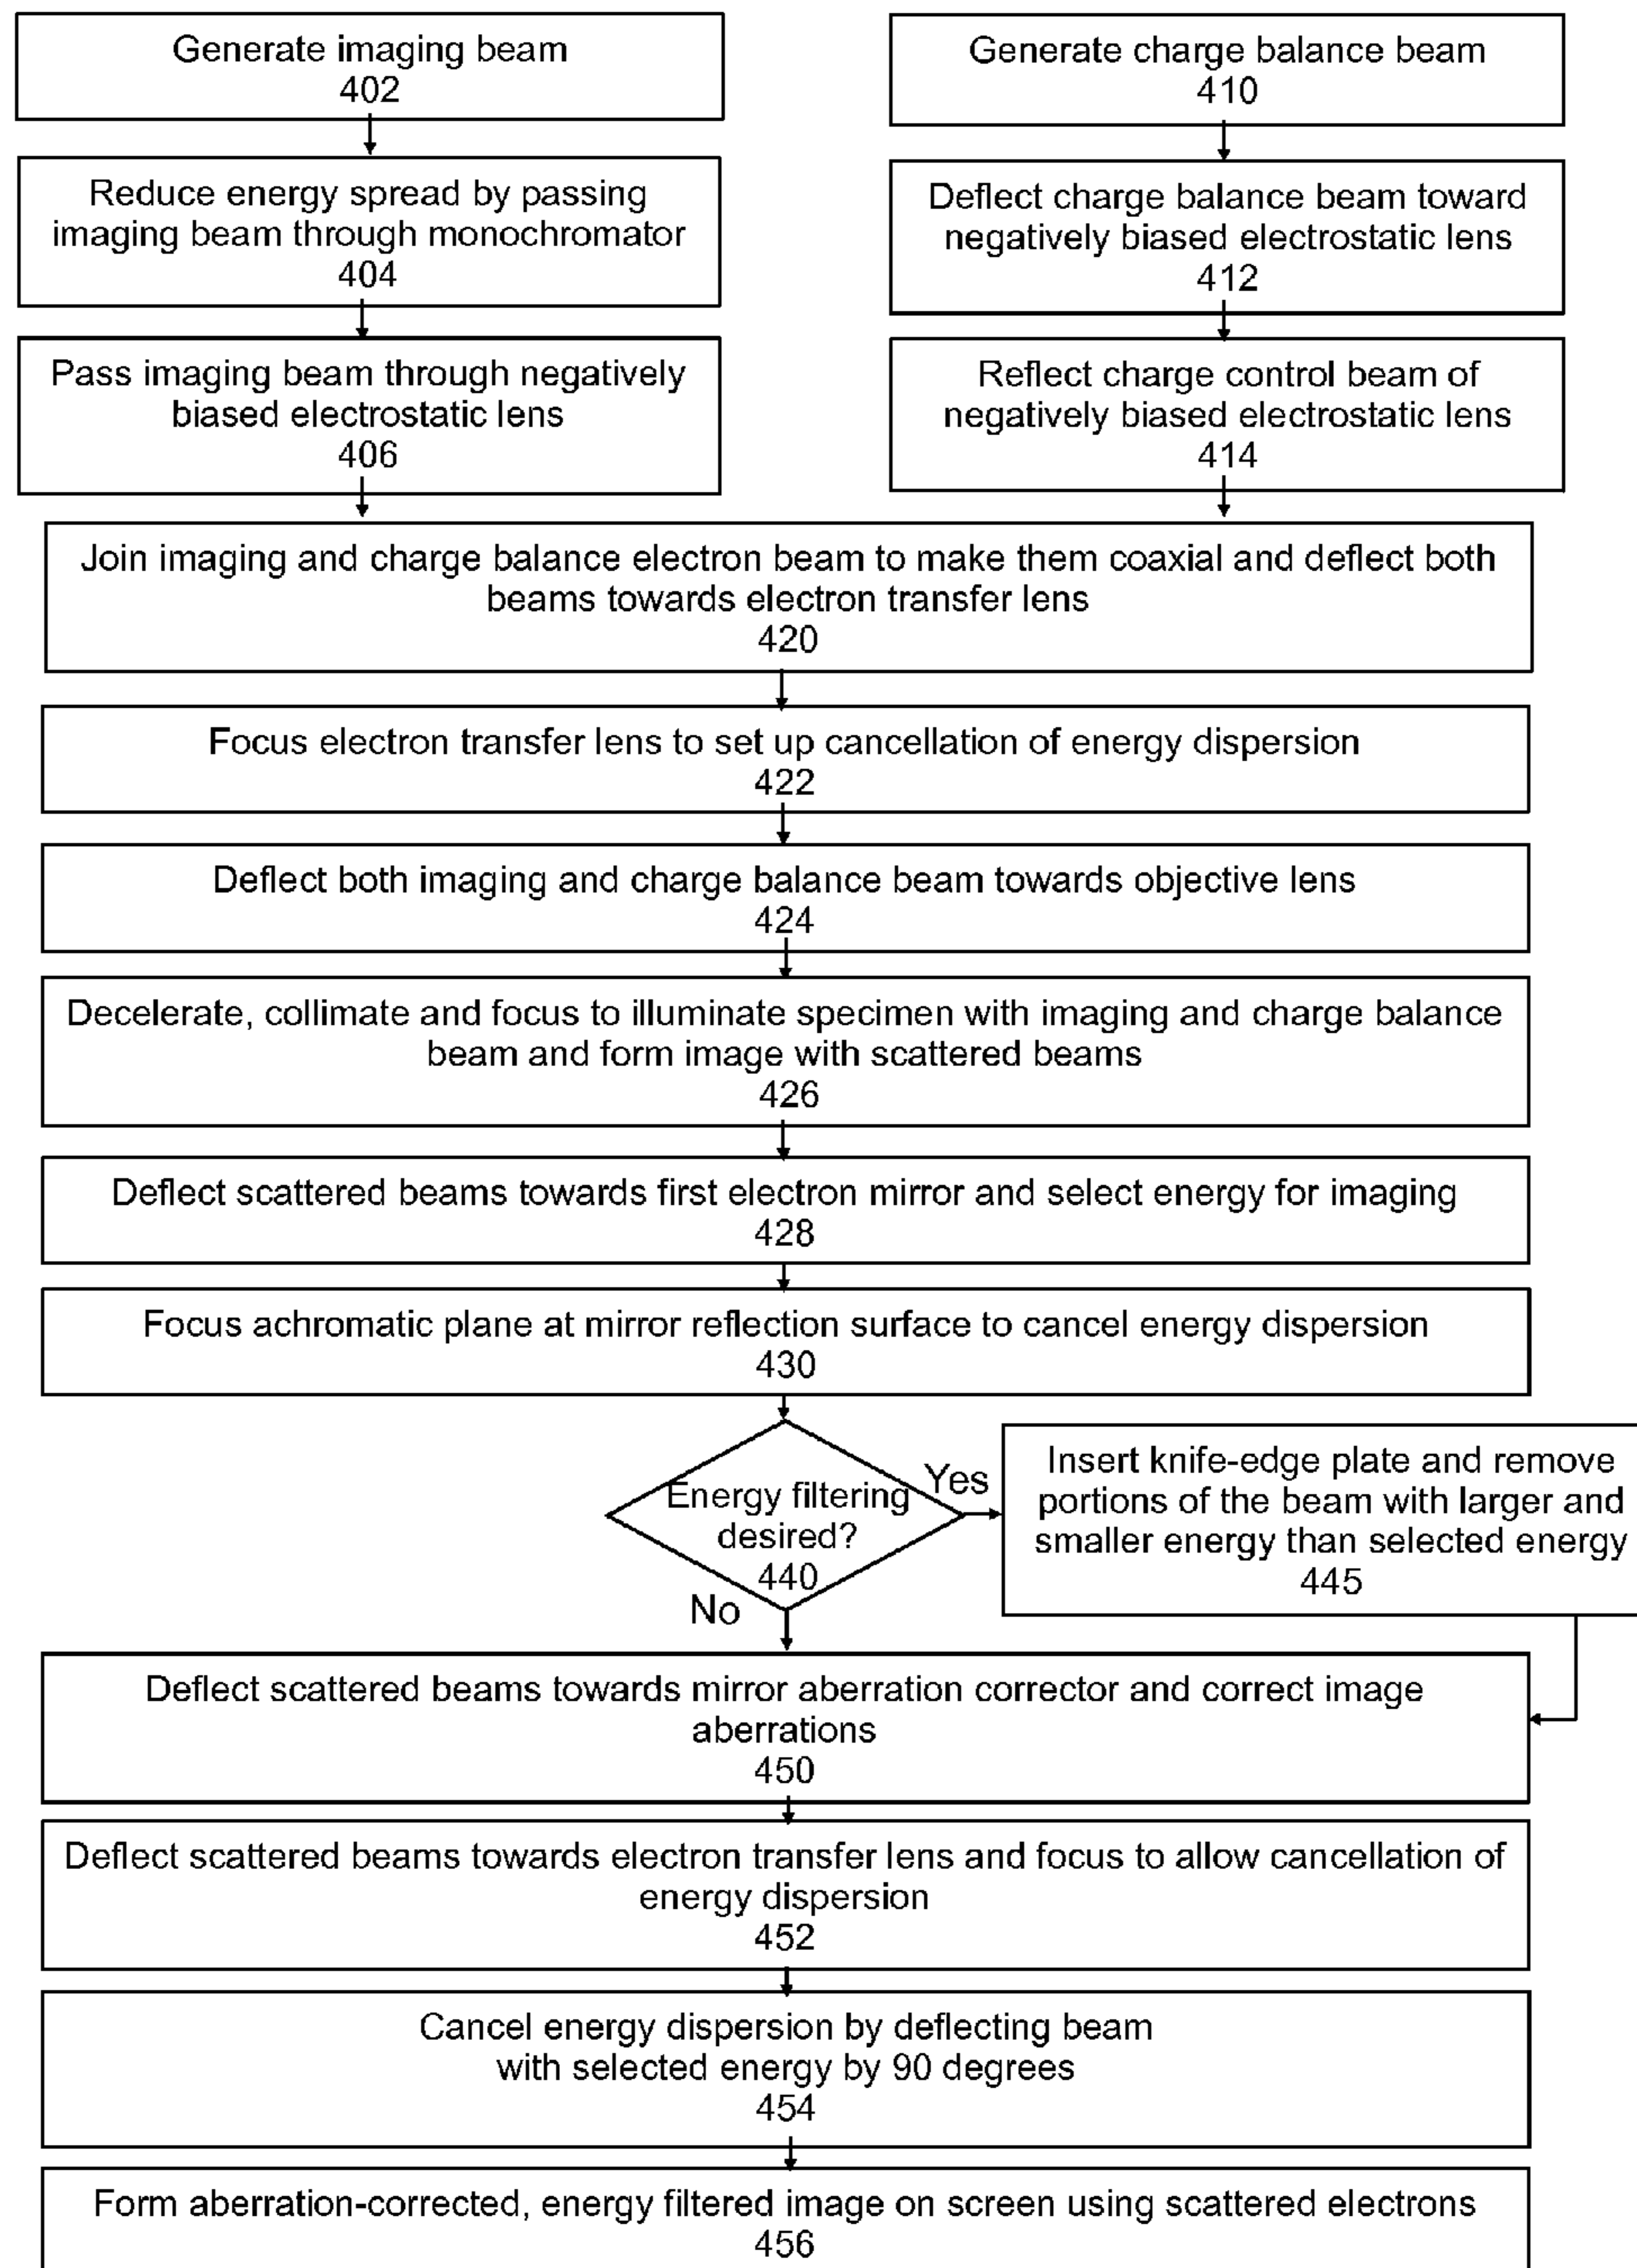 Generate imaging beam
402
Generate charge balance beam
410
Reduce energy spread by passing
imaging beam through monochromator
404
Deflect charge balance beam toward
negatively biased electrostatic lens
412
Pass imaging beam through negatively
biased electrostatic lens
406
Reflect charge control beam of
negatively biased electrostatic lens
414
Join imaging and charge balance electron beam to make them coaxial and deflect both
beams towards electron transfer lens
420
Focus electron transfer lens to set up cancellation of energy dispersion
422
Deflect both imaging and charge balance beam towards objective lens
424
Decelerate, collimate and focus to illuminate specimen with imaging and charge balance
beam and form image with scattered beams
426
Deflect scattered beams towards first electron mirror and select energy for imaging
428
Focus achromatic plane at mirror reflection surface to cancel energy dispersion
430
Energy filtering
desired?
440
Yes
No
Insert knife-edge plate and remove
portions of the beam with larger and
smaller energy than selected energy
445
Deflect scattered beams towards mirror aberration corrector and correct image
aberrations
450
Deflect scattered beams towards electron transfer lens and focus to allow cancellation of
energy dispersion
452
Cancel energy dispersion by deflecting beam
with selected energy by 90 degrees
454
Form aberration-corrected, energy filtered image on screen using scattered electrons
456